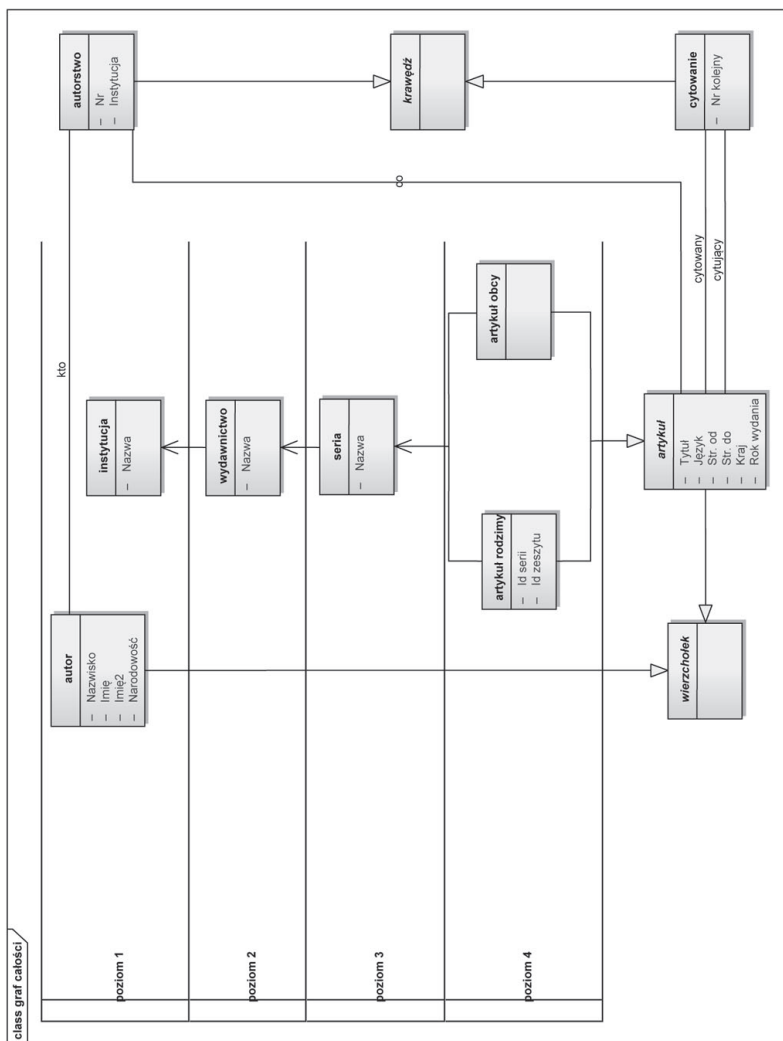 class graf całości
poziom 1
poziom 2
poziom 3
poziom 4
autor
– Nazwisko
– Imię
– Imię2
– Narodowość
instytucja
– Nazwa
wydawnictwo
– Nazwa
seria
– Nazwa
artykuł rodzimy
– Id serii
– Id zeszytu
artykuł obcy
wierzchołek
artykuł
– Tytuł
– Język
– Str. od
– Str. do
– Kraj
– Rok wydania
kto
co
cytowany
cytujący
autorstwo
– Nr
– Instytucja
krawędź
cytowanie
– Nr kolejny